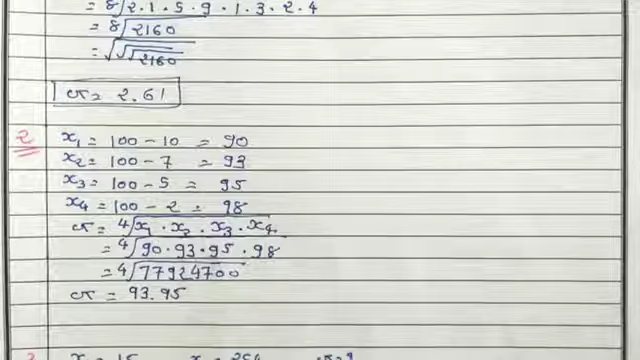 = 8√2·1·5·9·1·3·2·4
= 8√2160
= √√√2160
G = 2.61
2 x₁ = 100 - 10 = 90
x₂ = 100 - 7 = 93
x₃ = 100 - 5 = 95
x₄ = 100 - 2 = 98
G = 4√x₁·x₂·x₃·x₄
= 4√90·93·95·98
= 4√77924700
G = 93.95